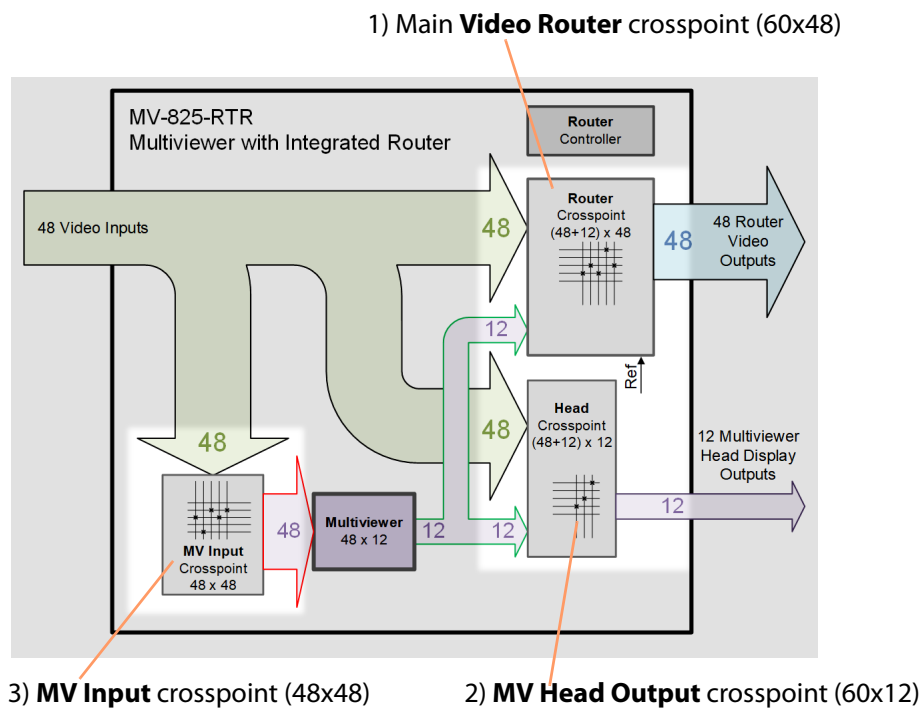 1) Main Video Router crosspoint (60x48)
MV-825-RTR
Multiviewer with Integrated Router
Router
Controller
48 Video Inputs
48
Router
Crosspoint
(48+12) x 48
48
48 Router
Video
Outputs
12
Ref
48
48
Head
Crosspoint
(48+12) x 12
12 Multiviewer
Head Display
Outputs
MV Input
Crosspoint
48 x 48
48
Multiviewer
48 x 12
12
12
12
3) MV Input crosspoint (48x48)
2) MV Head Output crosspoint (60x12)